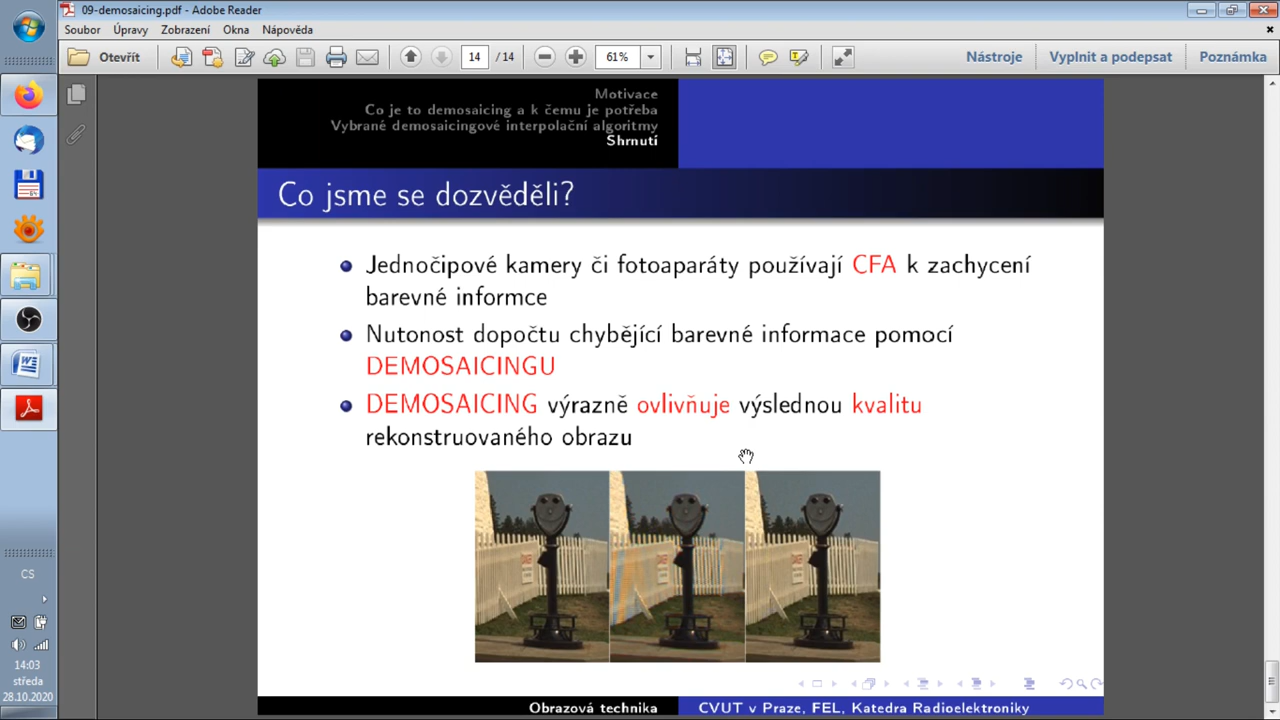 09-demosaicing.pdf - Adobe Reader
Soubor Úpravy Zobrazení Okna Nápověda
Otevřít 14 / 14 61% Nástroje Vyplnit a podepsat Poznámka
Motivace
Co je to demosaicing a k čemu je potřeba
Vybrané demosaicingové interpolační algoritmy
Shrnutí
Co jsme se dozvěděli?
Jednočipové kamery či fotoaparáty používají CFA k zachycení
barevné informce
Nutonost dopočtu chybějící barevné informace pomocí
DEMOSAICINGU
DEMOSAICING výrazně ovlivňuje výslednou kvalitu
rekonstruovaného obrazu
Obrazová technika ČVUT v Praze, FEL, Katedra Radioelektroniky
CS
14:03
středa
28.10.2020